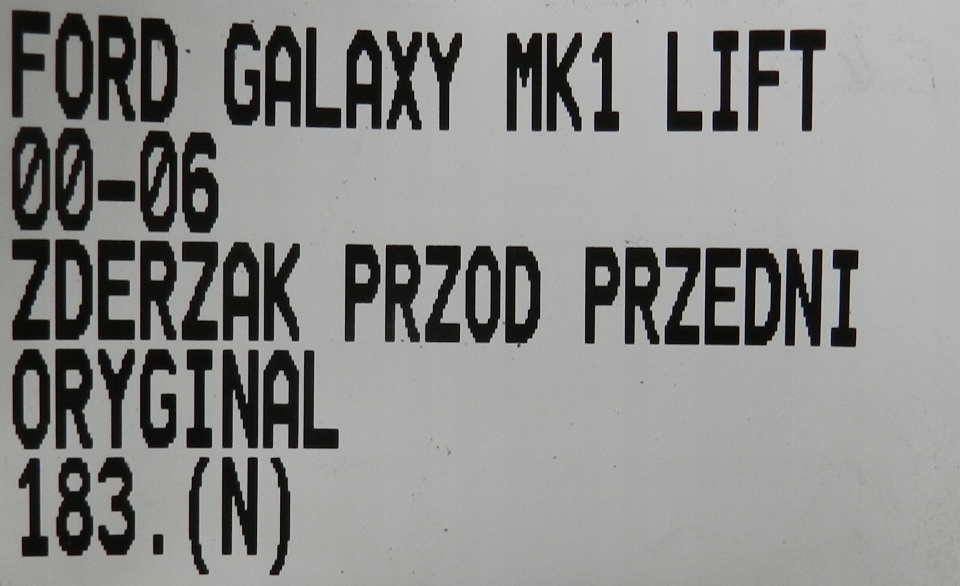 FORD GALAXY MK1 LIFT
00-06
ZDERZAK PRZOD PRZEDNI
ORYGINAL
183.(N)